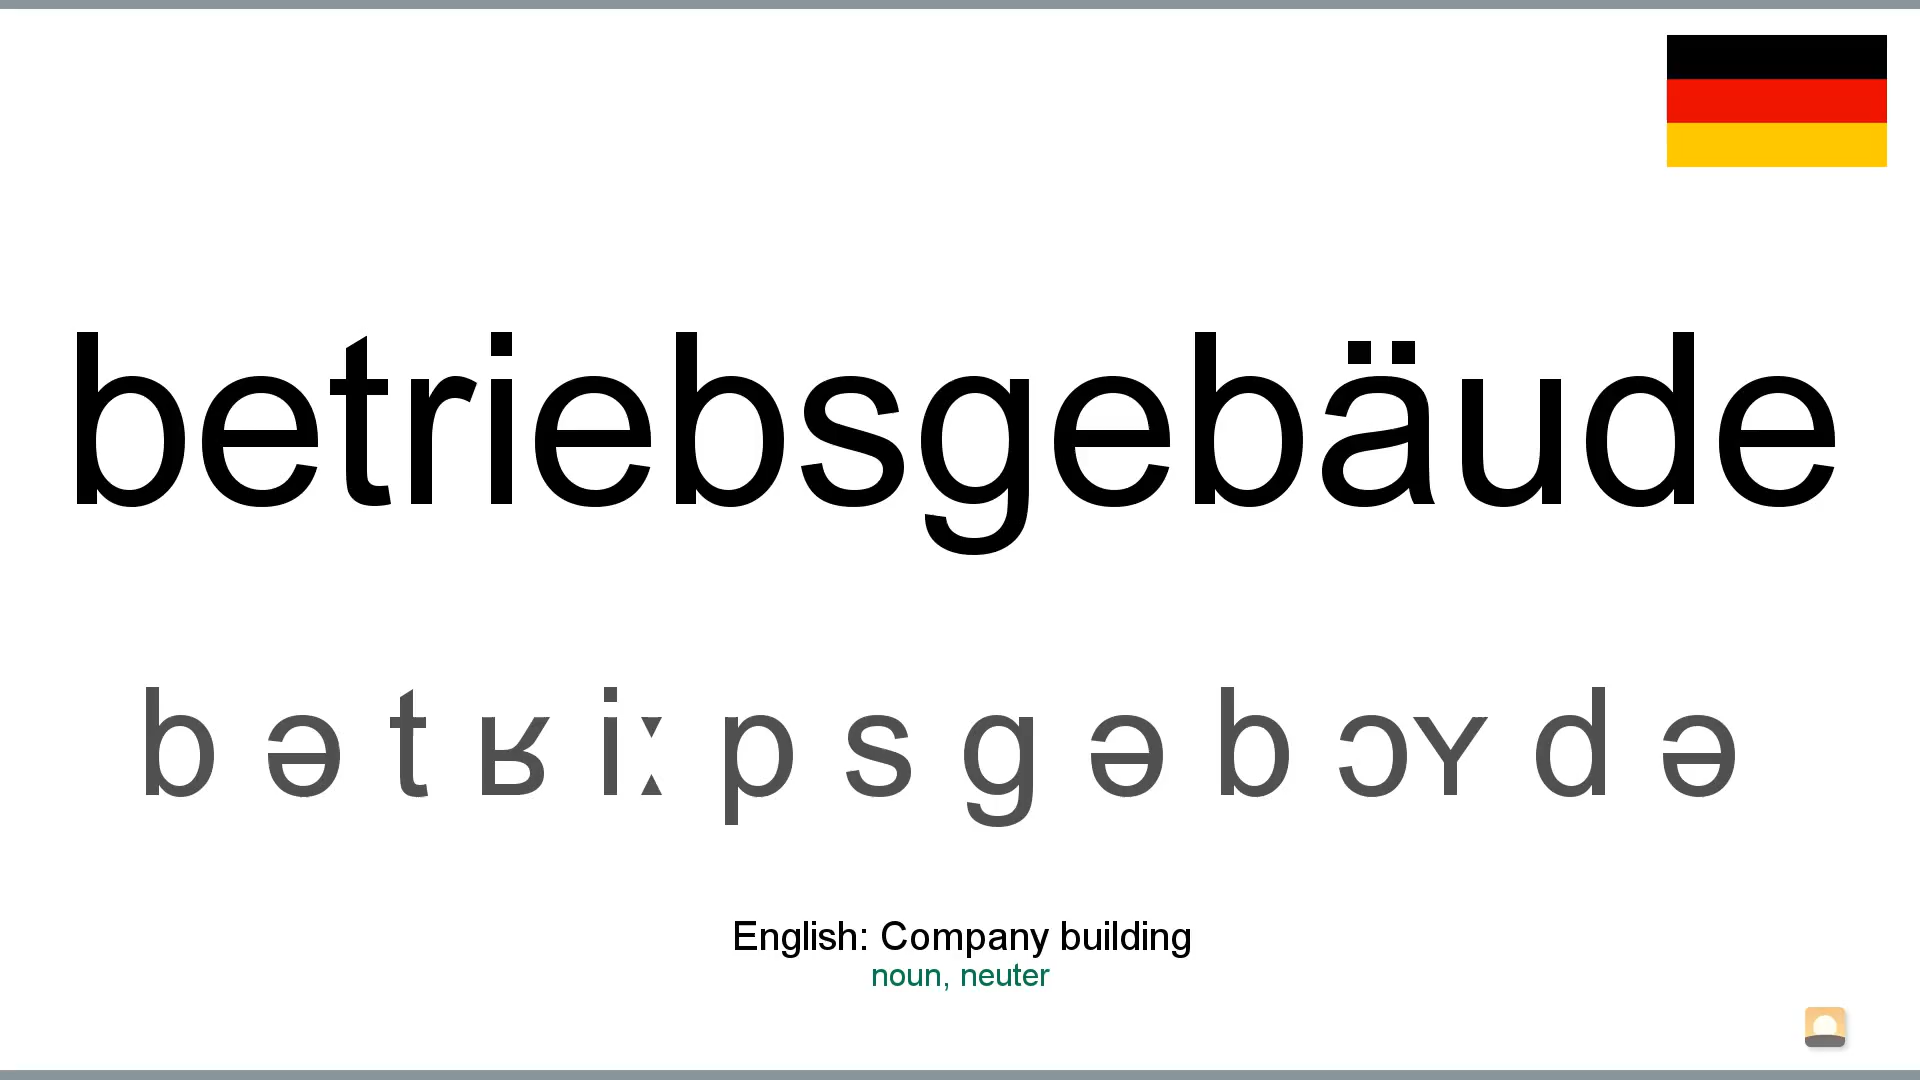 betriebsgebäude
b ə t ʁ iː p s g ə b ɔʏ d ə
English: Company building
noun, neuter